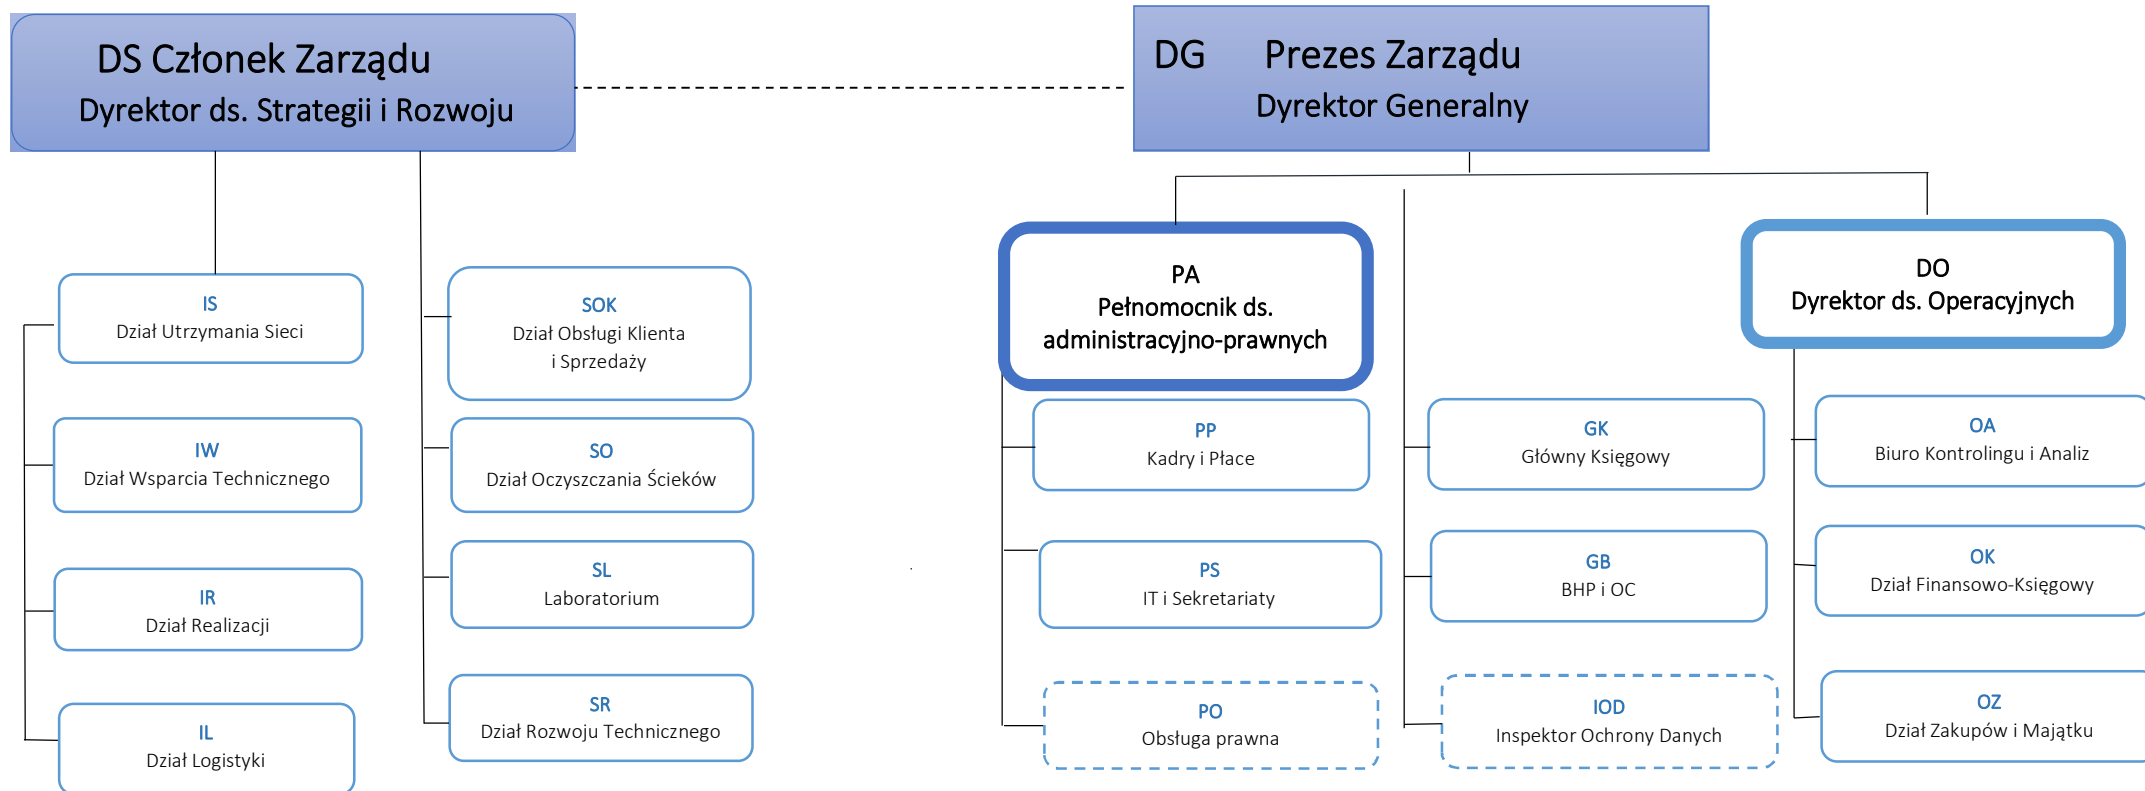 DS Członek Zarządu
Dyrektor ds. Strategii i Rozwoju
DG Prezes Zarządu
Dyrektor Generalny
IS
Dział Utrzymania Sieci
IW
Dział Wsparcia Technicznego
IR
Dział Realizacji
IL
Dział Logistyki
SOK
Dział Obsługi Klienta
i Sprzedaży
SO
Dział Oczyszczania Ścieków
SL
Laboratorium
SR
Dział Rozwoju Technicznego
PA
Pełnomocnik ds.
administracyjno-prawnych
PP
Kadry i Płace
PS
IT i Sekretariaty
PO
Obsługa prawna
GK
Główny Księgowy
GB
BHP i OC
IOD
Inspektor Ochrony Danych
DO
Dyrektor ds. Operacyjnych
OA
Biuro Kontrolingu i Analiz
OK
Dział Finansowo-Księgowy
OZ
Dział Zakupów i Majątku